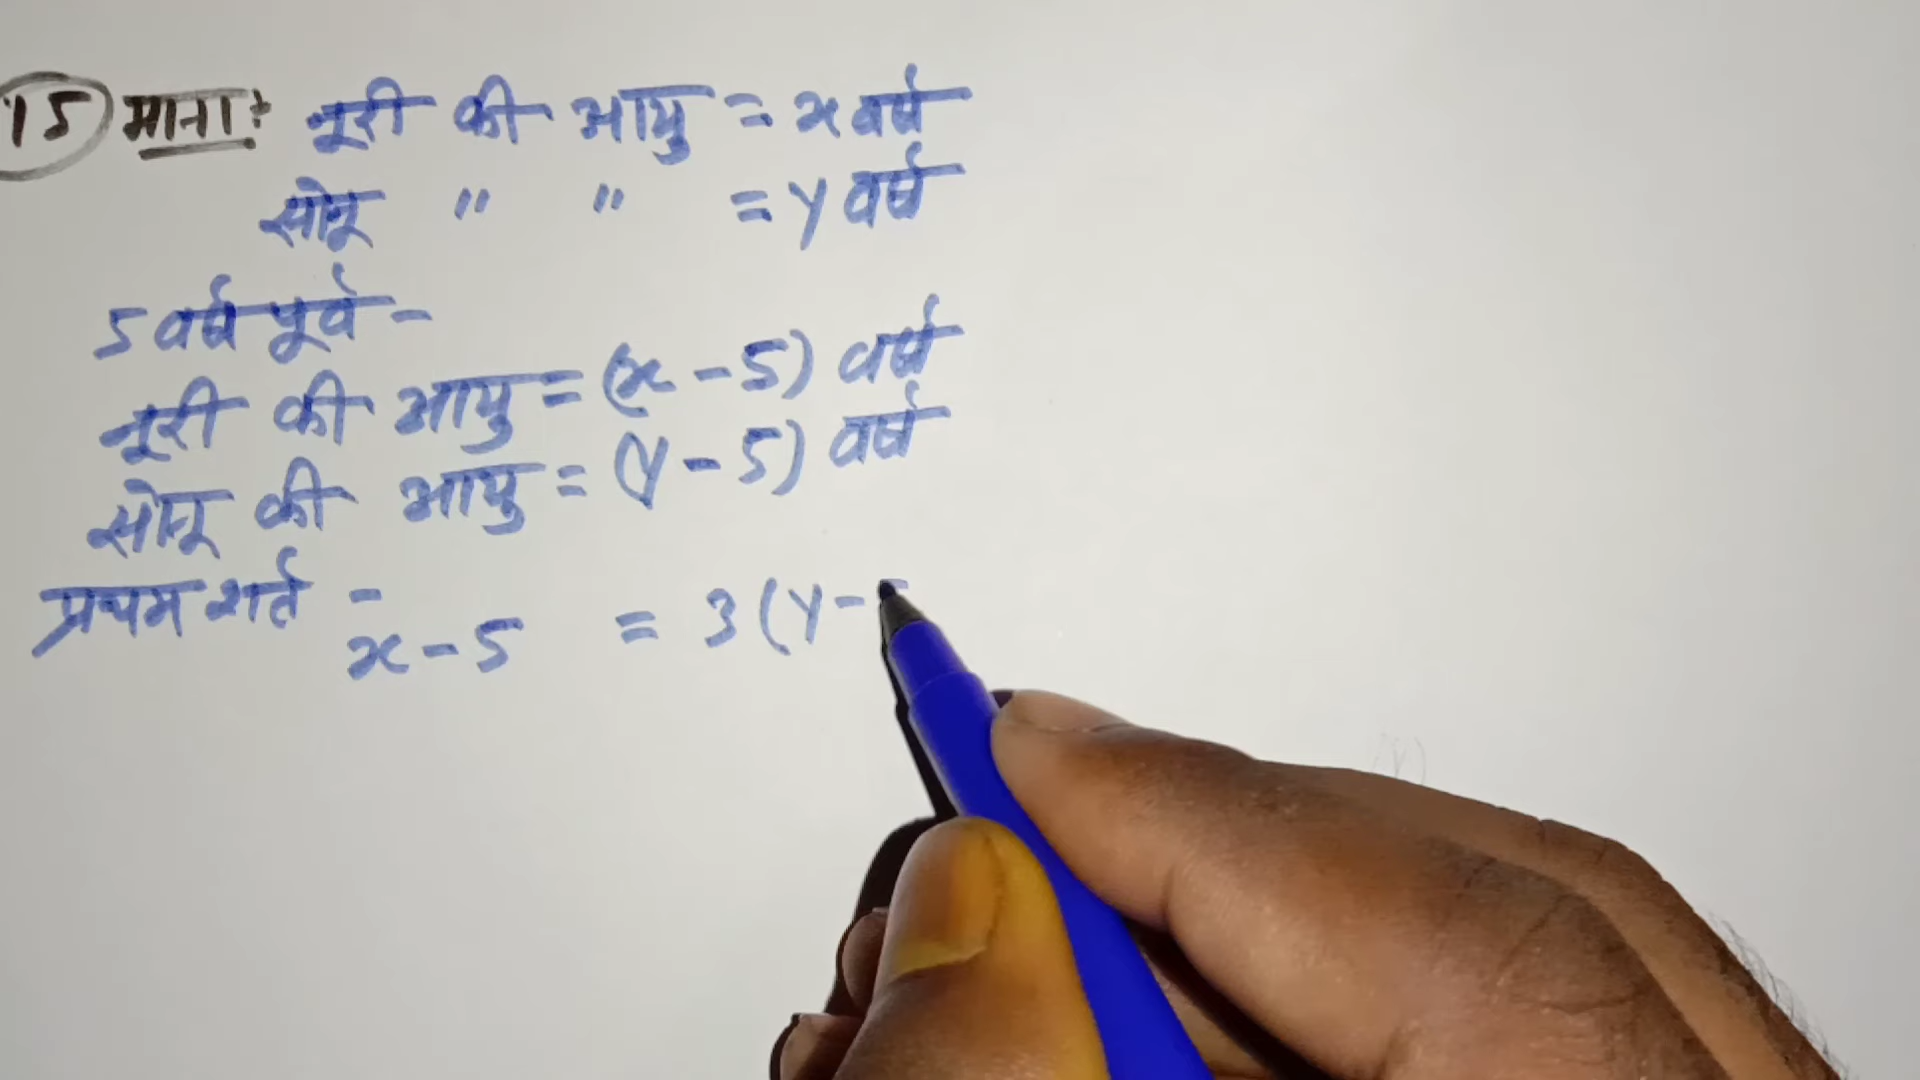 15 माना: नूरी की आयु = x वर्ष
सोनू " " = y वर्ष
5 वर्ष पूर्व -
नूरी की आयु = (x - 5) वर्ष
सोनू की आयु = (y - 5) वर्ष
प्रथम शर्त -
x - 5 = 3 (y -